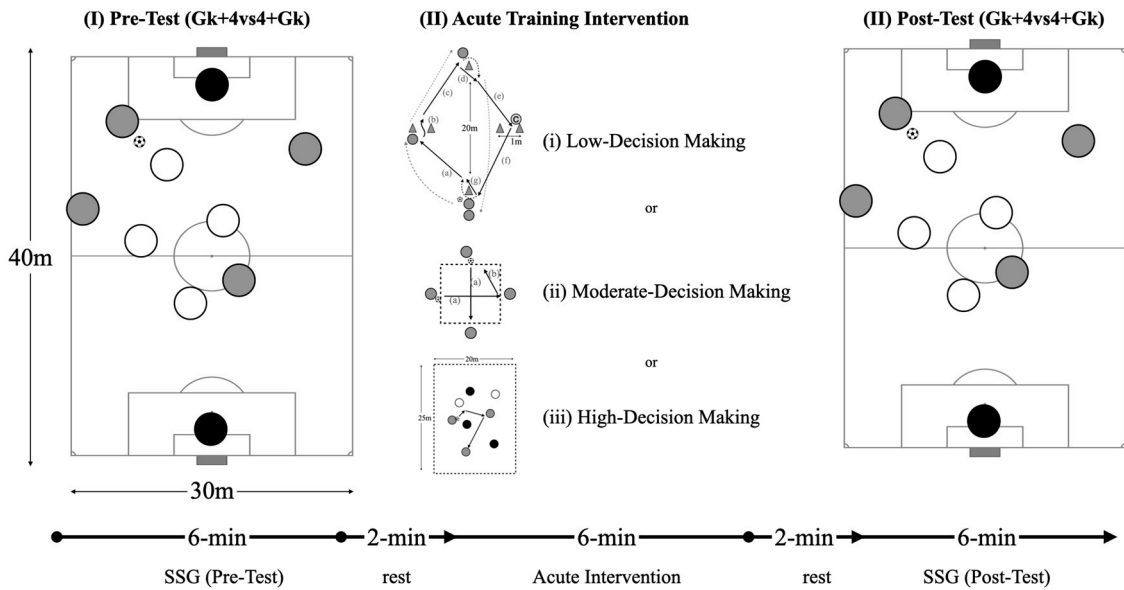 (I) Pre-Test (Gk+4vs4+Gk)
(II) Acute Training Intervention
(II) Post-Test (Gk+4vs4+Gk)
40m
30m
(a)
(b)
(c)
(d)
(e)
(f)
(g)
20m
C
1m
(i) Low-Decision Making
or
(a)
(a)
(b)
(ii) Moderate-Decision Making
or
20m
25m
(iii) High-Decision Making
6-min
2-min
6-min
2-min
6-min
SSG (Pre-Test)
rest
Acute Intervention
rest
SSG (Post-Test)